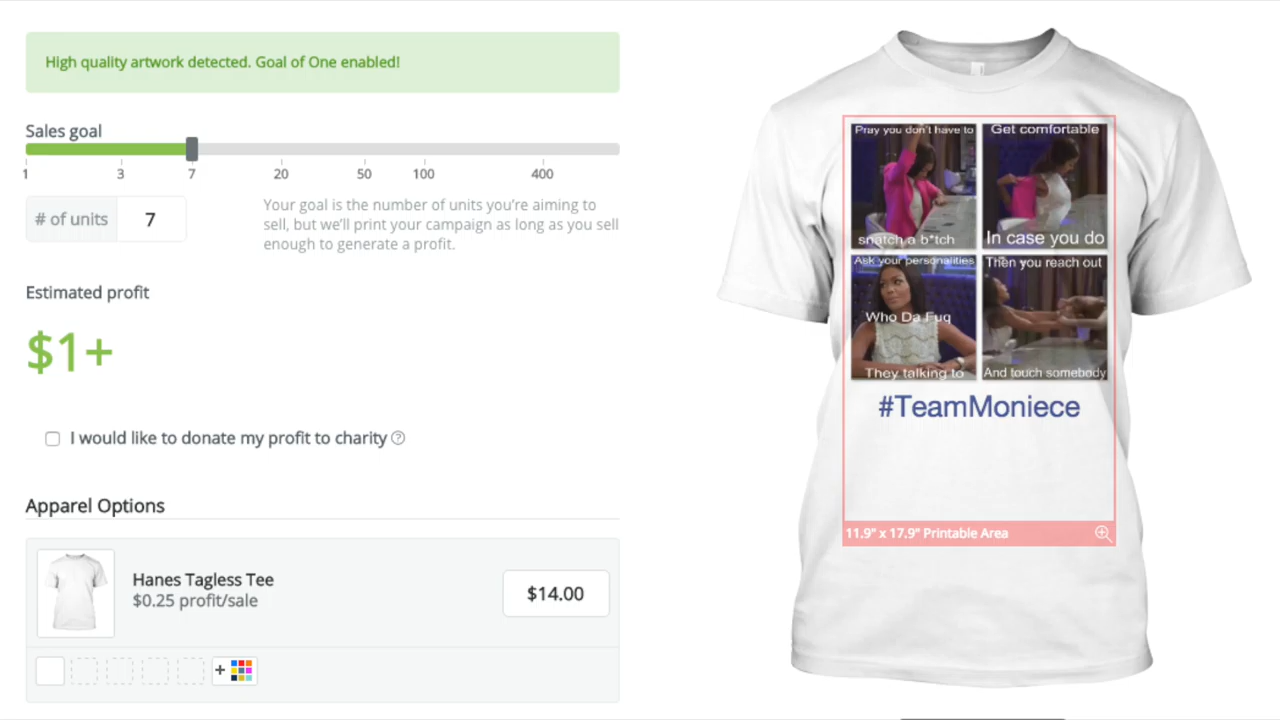 High quality artwork detected. Goal of One enabled!
Sales goal
1 3 7 20 50 100 400
# of units 7
Your goal is the number of units you're aiming to
sell, but we'll print your campaign as long as you sell
enough to generate a profit.
Estimated profit
$1+
I would like to donate my profit to charity ?
Apparel Options
Hanes Tagless Tee
$0.25 profit/sale
$14.00
+
Pray you don't have to
snatch a b*tch
Get comfortable
In case you do
Ask your personalities
Who Da Fuq
They talking to
Then you reach out
And touch somebody
#TeamMoniece
11.9" x 17.9" Printable Area